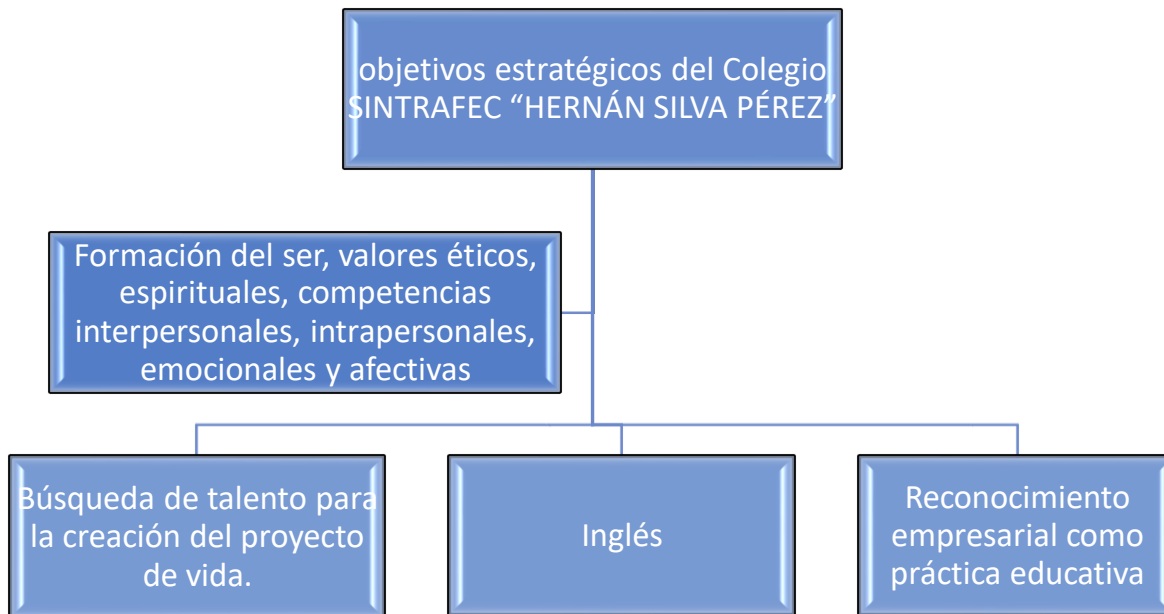 objetivos estratégicos del Colegio
SINTRAFEC “HERNÁN SILVA PÉREZ”
Formación del ser, valores éticos,
espirituales, competencias
interpersonales, intrapersonales,
emocionales y afectivas
Búsqueda de talento para
la creación del proyecto
de vida.
Inglés
Reconocimiento
empresarial como
práctica educativa